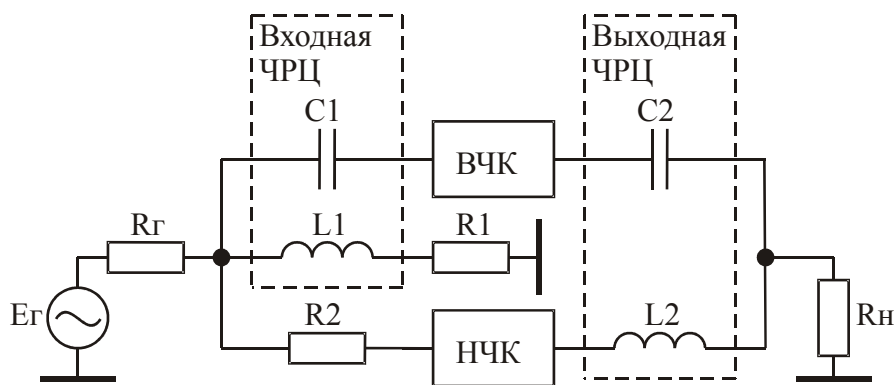 Входная
ЧРЦ
Выходная
ЧРЦ
C1
C2
ВЧК
Rг
L1
R1
Eг
R2
НЧК
L2
Rн